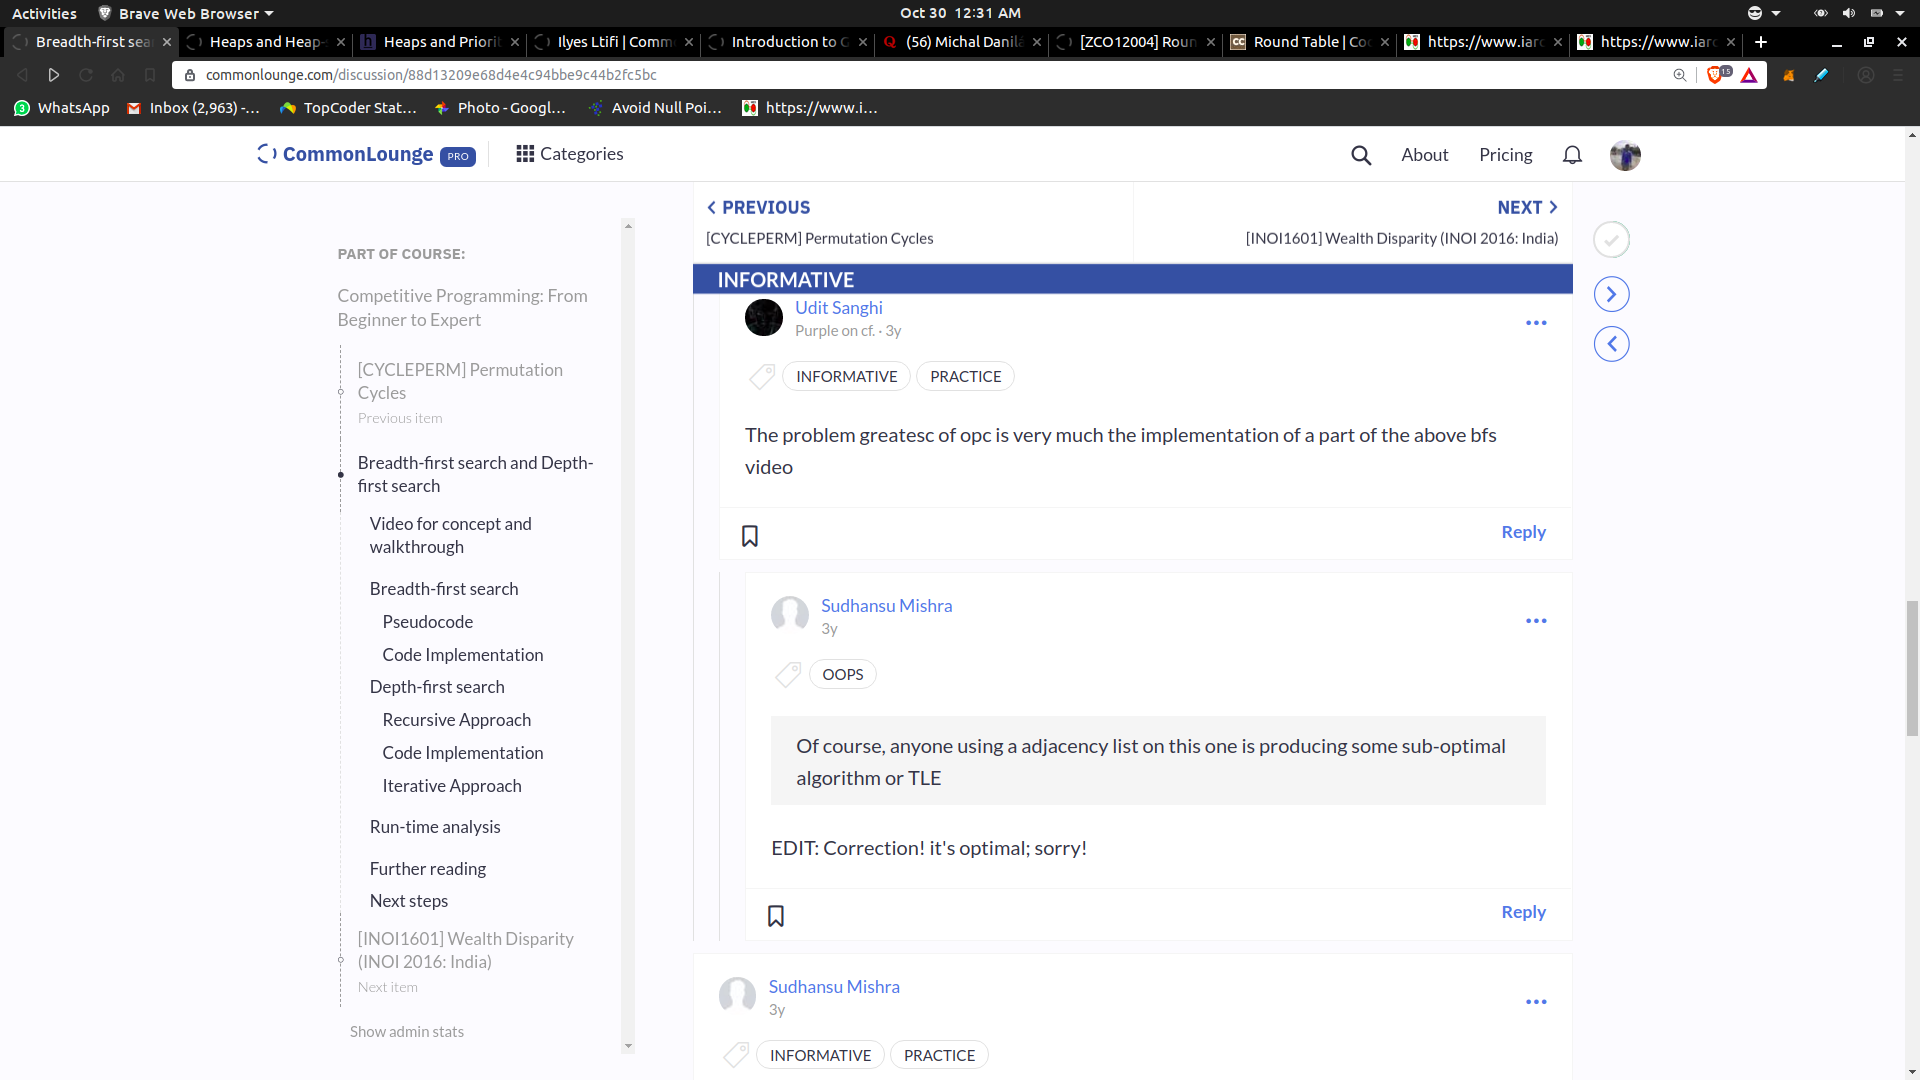 Activities
Brave Web Browser
Oct 30 12:31 AM
Breadth-first sea
Heaps and Heap-
Heaps and Priorit
Ilyes Ltifi | Comm
Introduction to G
(56) Michal Danilá
[ZCO12004] Roun
Round Table | Co
https://www.iarc
https://www.iarc
commonlounge.com/discussion/88d13209e68d4e4c94bbe9c44b2fc5bc
15
WhatsApp
Inbox (2,963) -...
TopCoder Stat...
Photo - Googl...
Avoid Null Poi...
https://www.i...
CommonLounge PRO
Categories
About
Pricing
PREVIOUS
[CYCLEPERM] Permutation Cycles
NEXT
[INOI1601] Wealth Disparity (INOI 2016: India)
PART OF COURSE:
Competitive Programming: From
Beginner to Expert
[CYCLEPERM] Permutation
Cycles
Previous item
Breadth-first search and Depth-
first search
Video for concept and
walkthrough
Breadth-first search
Pseudocode
Code Implementation
Depth-first search
Recursive Approach
Code Implementation
Iterative Approach
Run-time analysis
Further reading
Next steps
[INOI1601] Wealth Disparity
(INOI 2016: India)
Next item
Show admin stats
INFORMATIVE
Udit Sanghi
Purple on cf. · 3y
INFORMATIVE
PRACTICE
The problem greatesc of opc is very much the implementation of a part of the above bfs
video
Reply
Sudhansu Mishra
3y
OOPS
Of course, anyone using a adjacency list on this one is producing some sub-optimal
algorithm or TLE
EDIT: Correction! it's optimal; sorry!
Reply
Sudhansu Mishra
3y
INFORMATIVE
PRACTICE